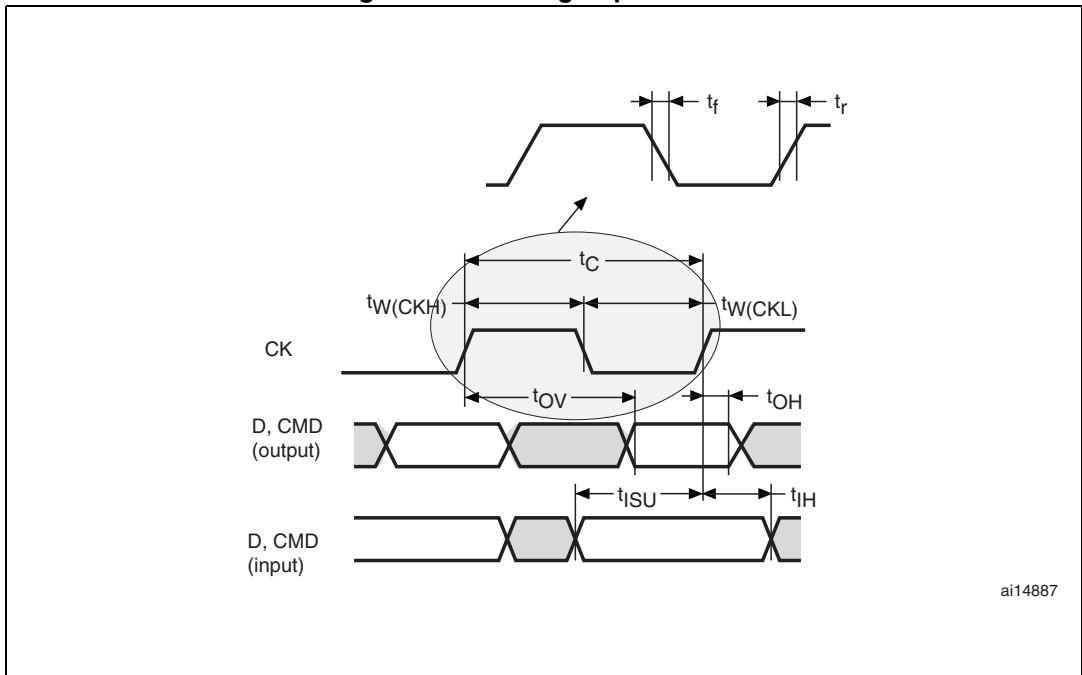 tf
tr
tC
tW(CKH)
tW(CKL)
CK
tOV
tOH
D, CMD
(output)
tISU
tIH
D, CMD
(input)
ai14887